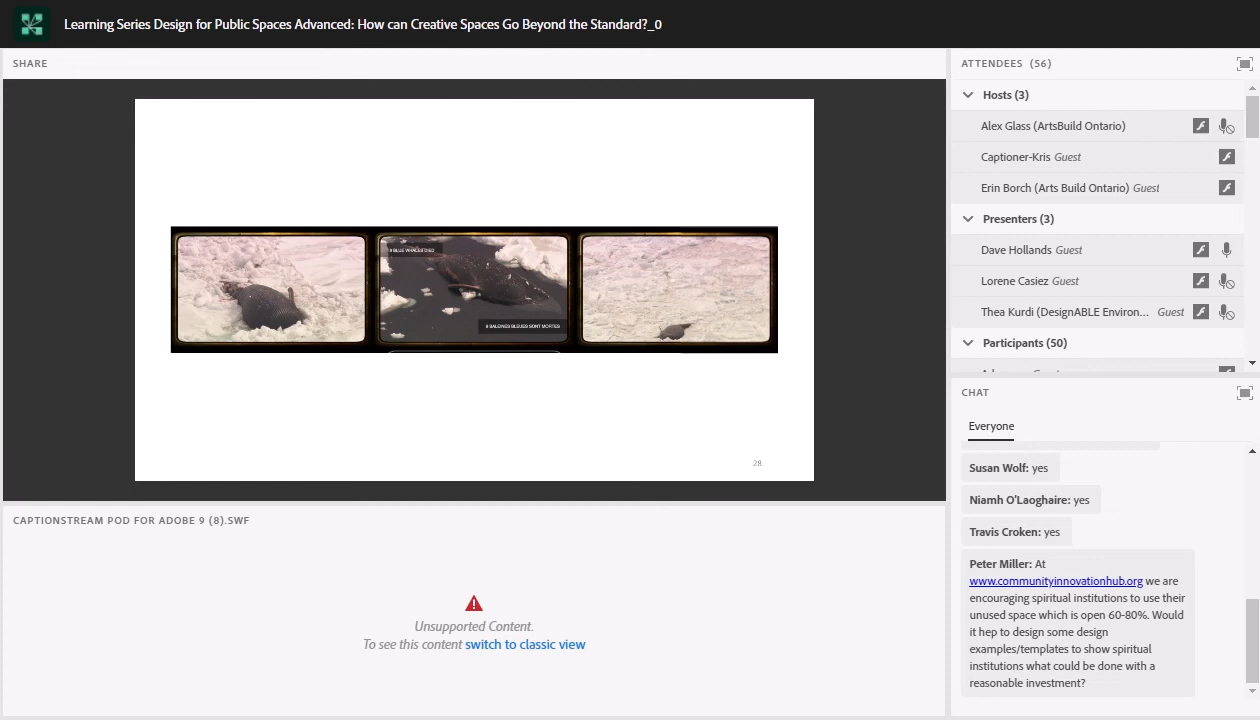 Learning Series Design for Public Spaces Advanced: How can Creative Spaces Go Beyond the Standard?_0
SHARE
8 BALEINES BLEUES SONT MORTES
28
CAPTIONSTREAM POD FOR ADOBE 9 (8).SWF
Unsupported Content.
To see this content switch to classic view
ATTENDEES (56)
Hosts (3)
Alex Glass (ArtsBuild Ontario)
Captioner-Kris Guest
Erin Borch (Arts Build Ontario) Guest
Presenters (3)
Dave Hollands Guest
Lorene Casiez Guest
Thea Kurdi (DesignABLE Environ... Guest
Participants (50)
CHAT
Everyone
Susan Wolf: yes
Niamh O'Laoghaire: yes
Travis Croken: yes
Peter Miller: At
www.communityinnovationhub.org we are
encouraging spiritual institutions to use their
unused space which is open 60-80%. Would
it hep to design some design
examples/templates to show spiritual
institutions what could be done with a
reasonable investment?